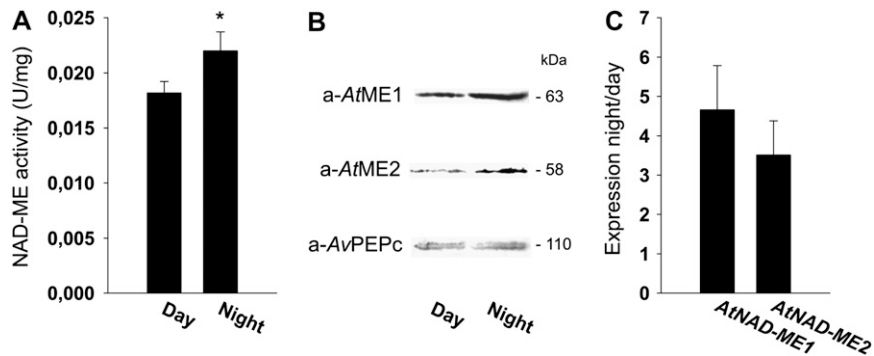 A
NAD-ME activity (U/mg)
0,025
0,020
0,015
0,010
0,005
0,000
*
Day
Night
B
kDa
a-AtME1
- 63
a-AtME2
- 58
a-AvPEPc
- 110
Day
Night
C
Expression night/day
7
6
5
4
3
2
1
0
AtNAD-ME1
AtNAD-ME2